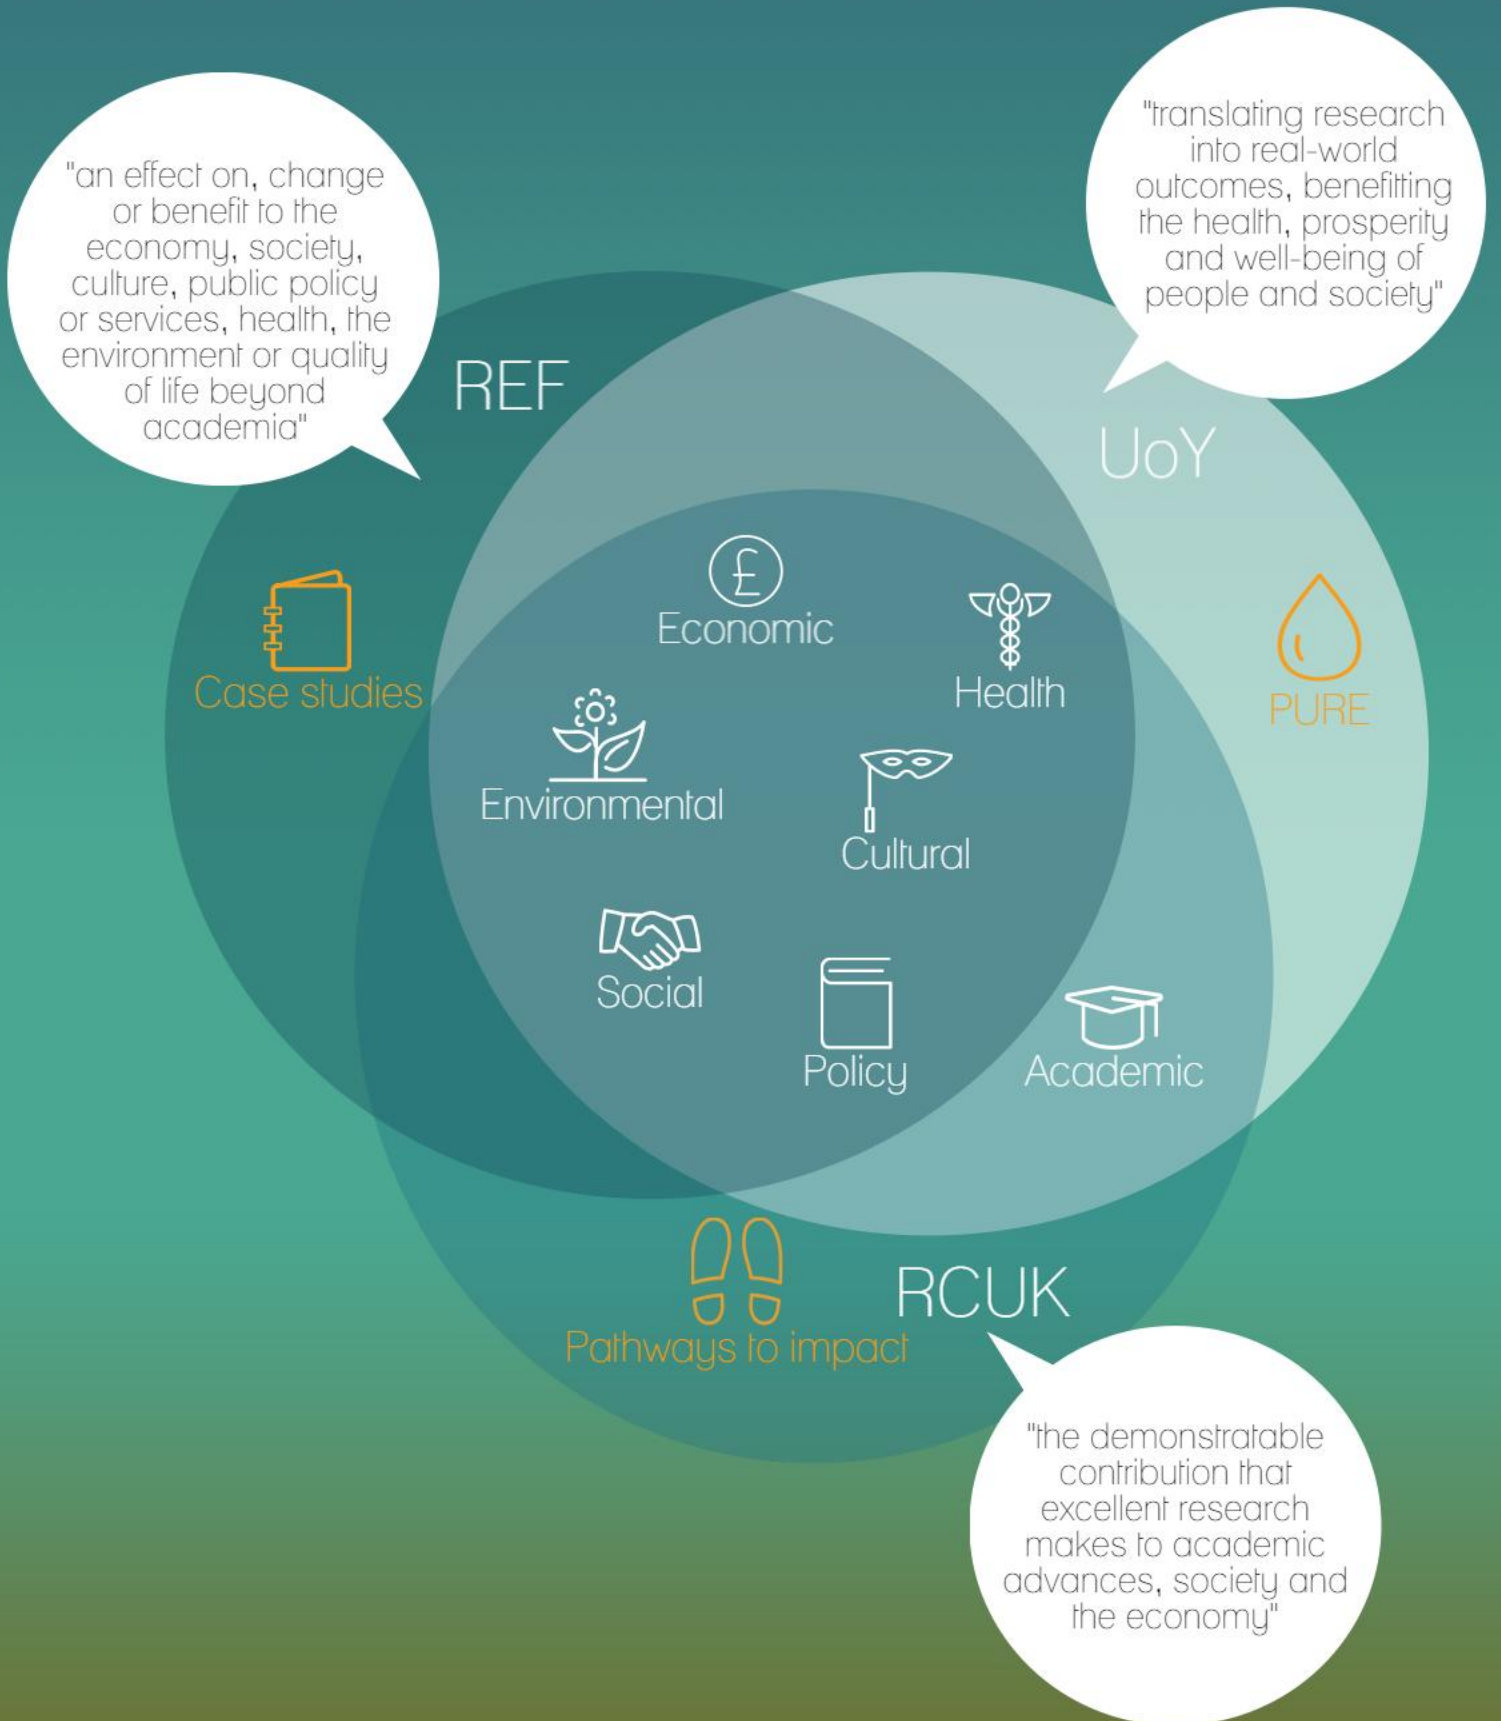 "an effect on, change
or benefit to the
economy, society,
culture, public policy
or services, health, the
environment or quality
of life beyond
academia"
"translating research
into real-world
outcomes, benefitting
the health, prosperity
and well-being of
people and society"
REF
UoY
£
Economic
Health
Case studies
PURE
Environmental
Cultural
Social
Policy
Academic
RCUK
Pathways to impact
"the demonstratable
contribution that
excellent research
makes to academic
advances, society and
the economy"